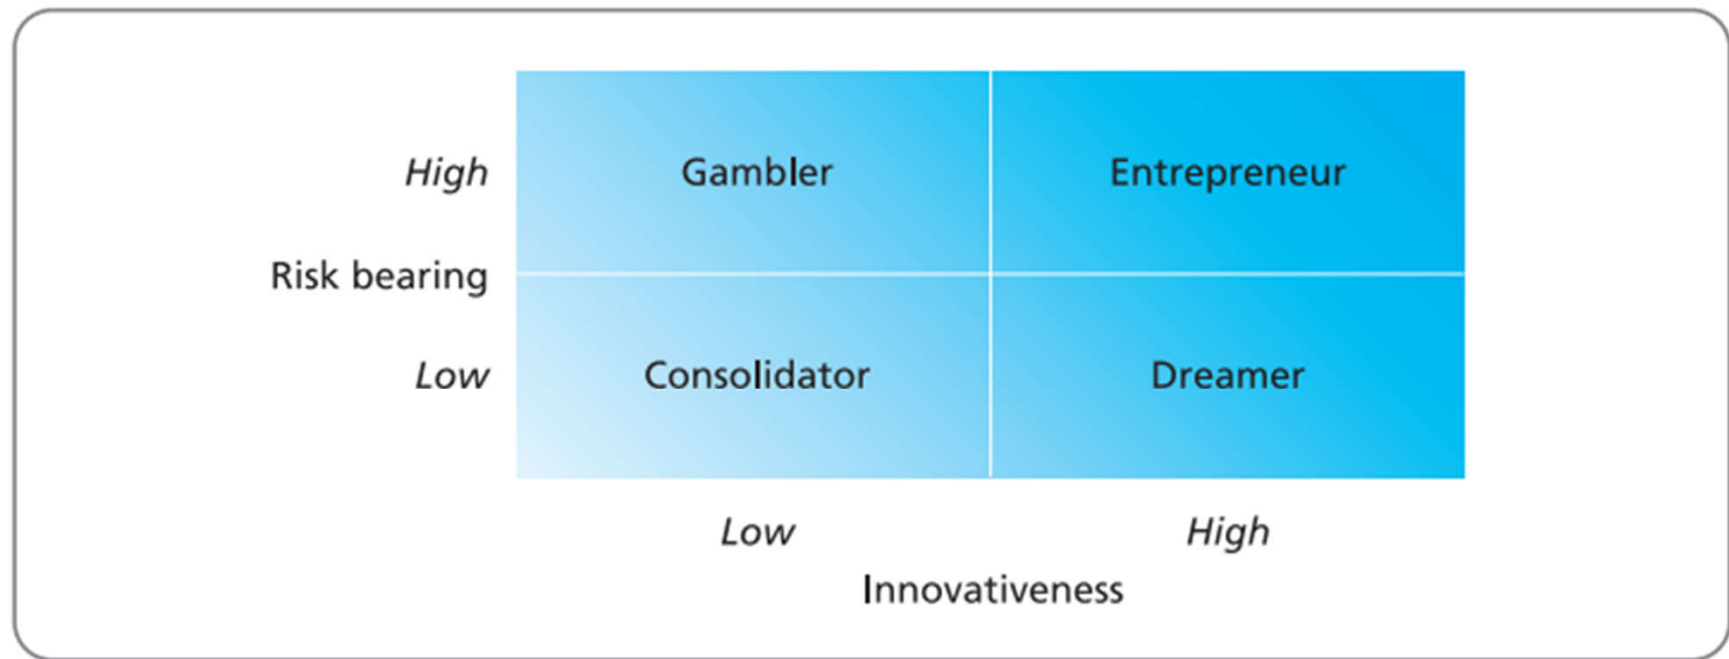 High
Gambler
Entrepreneur
Risk bearing
Low
Consolidator
Dreamer
Low
High
Innovativeness